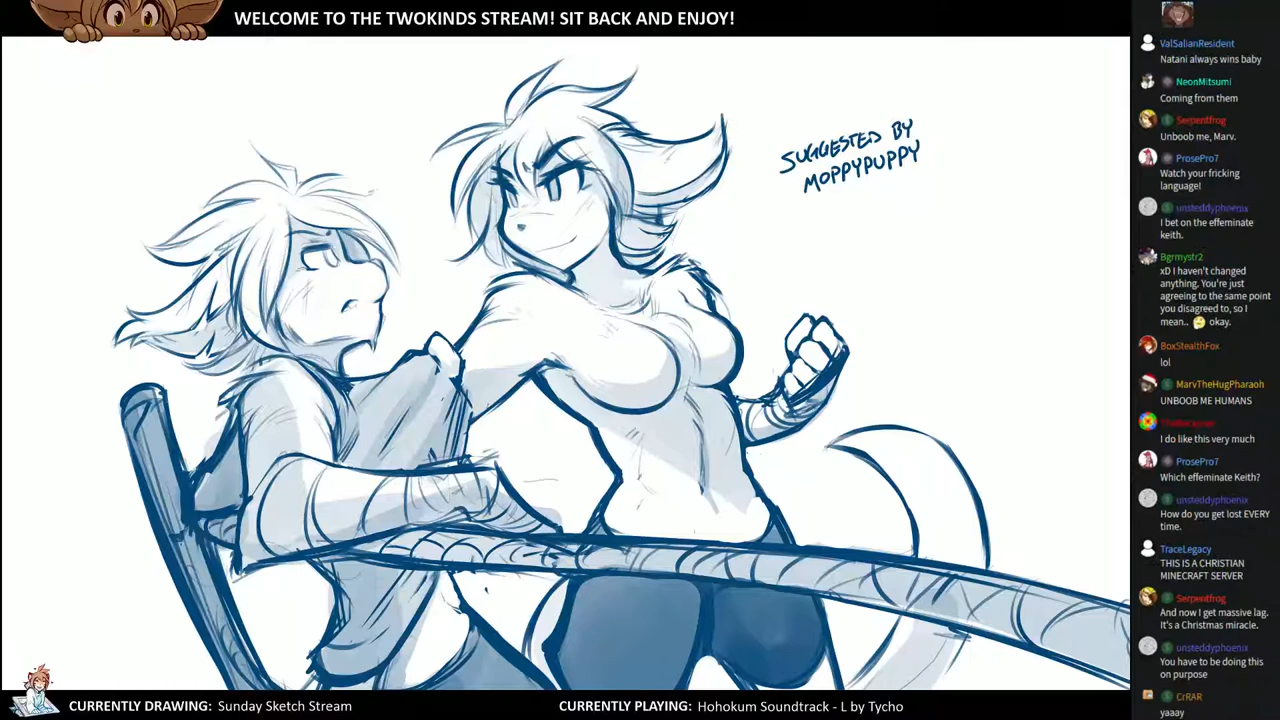 WELCOME TO THE TWOKINDS STREAM! SIT BACK AND ENJOY!
SUGGESTED BY
MOPPYPUPPY
ValSalianResident
Natani always wins baby
NeonMitsumi
Coming from them
Serpentfrog
Unboob me, Marv.
ProsePro7
Watch your fricking
language!
unsteddyphoenix
I bet on the effeminate
keith.
Bgrmystr2
xD I haven't changed
anything. You're just
agreeing to the same point
you disagreed to, so I
mean.. okay.
BoxStealthFox
lol
MarvTheHugPharaoh
UNBOOB ME HUMANS
I do like this very much
ProsePro7
Which effeminate Keith?
unsteddyphoenix
How do you get lost EVERY
time.
TraceLegacy
THIS IS A CHRISTIAN
MINECRAFT SERVER
Serpentfrog
And now I get massive lag.
It's a Christmas miracle.
unsteddyphoenix
You have to be doing this
on purpose
CrRAR
yaaay
CURRENTLY DRAWING: Sunday Sketch Stream
CURRENTLY PLAYING: Hohokum Soundtrack - L by Tycho